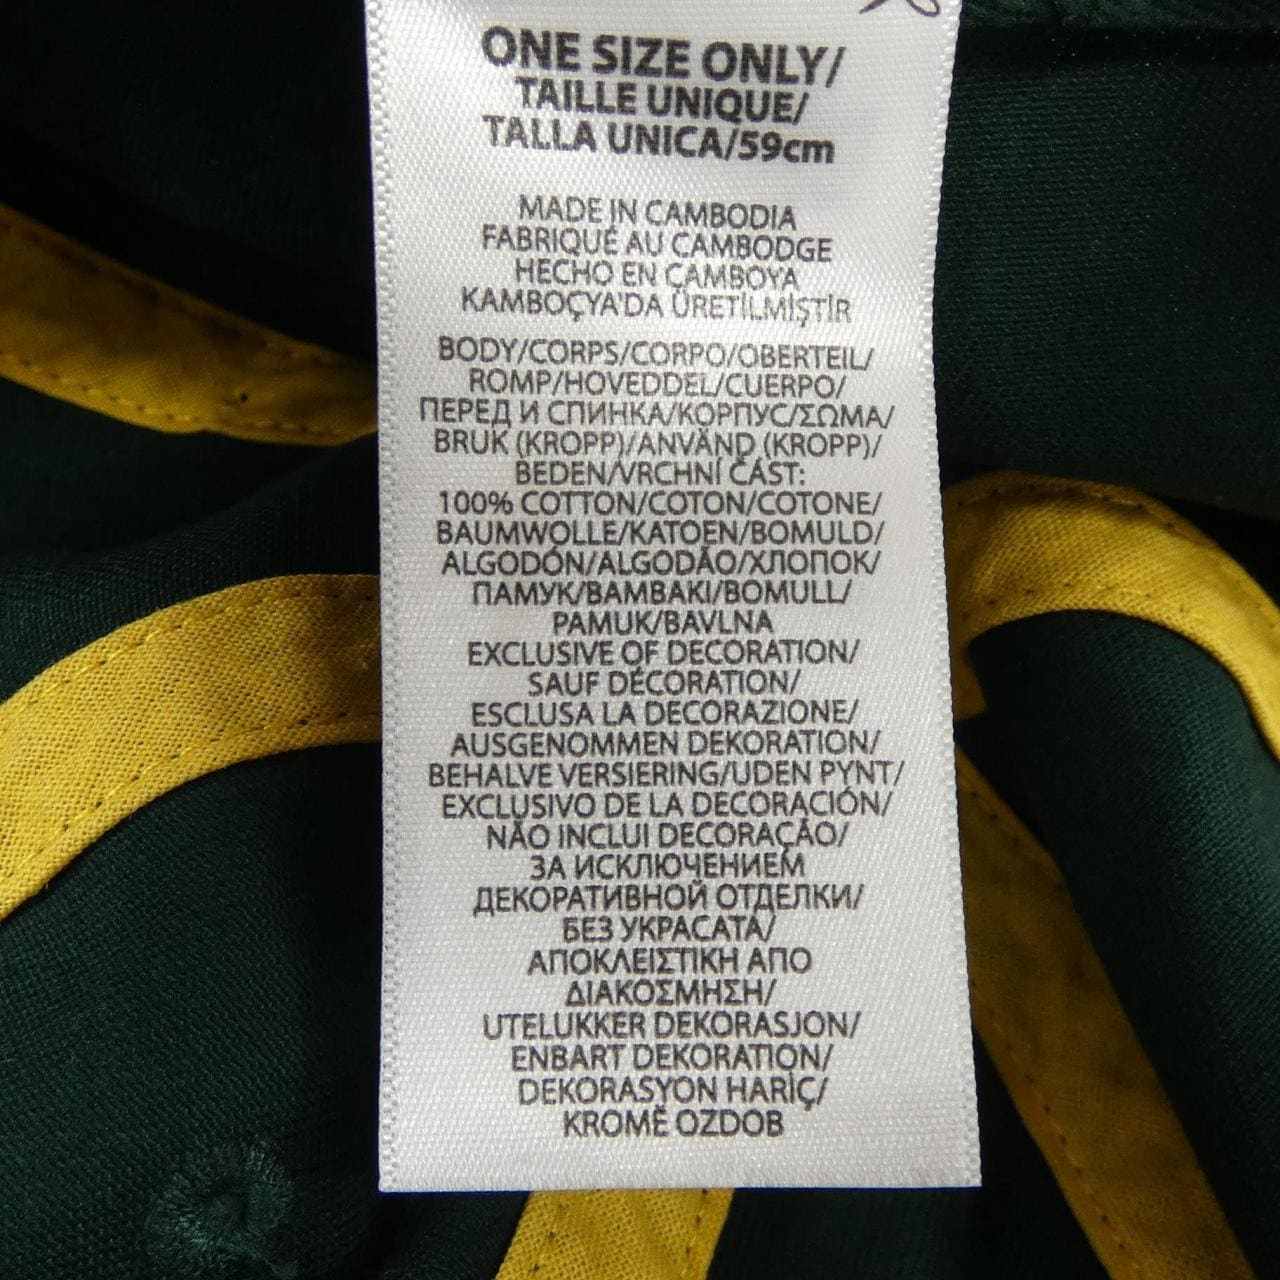 ONE SIZE ONLY/
TAILLE UNIQUE/
TALLA UNICA/59cm
MADE IN CAMBODIA
FABRIQUÉ AU CAMBODGE
HECHO EN CAMBOYA
KAMBOÇYA'DA ÜRETİLMİŞTİR
BODY/CORPS/CORPO/OBERTEIL/
ROMP/HOVEDDEL/CUERPO/
ПЕРЕД И СПИНКА/КОРПУС/ΣΩΜΑ/
BRUK (KROPP)/ANVÄND (KROPP)/
BEDEN/VRCHNÍ ČÁST:
100% COTTON/COTON/COTONE/
BAUMWOLLE/KATOEN/BOMULD/
ALGODÓN/ALGODÃO/ХЛОПОК/
ПАМУК/ΒΑΜΒΑΚΙ/BOMULL/
PAMUK/BAVLNA
EXCLUSIVE OF DECORATION/
SAUF DÉCORATION/
ESCLUSA LA DECORAZIONE/
AUSGENOMMEN DEKORATION/
BEHALVE VERSIERING/UDEN PYNT/
EXCLUSIVO DE LA DECORACIÓN/
NÃO INCLUI DECORAÇÃO/
ЗА ИСКЛЮЧЕНИЕМ
ДЕКОРАТИВНОЙ ОТДЕЛКИ/
БЕЗ УКРАСАТА/
ΑΠΟΚΛΕΙΣΤΙΚΗ ΑΠΟ
ΔΙΑΚΟΣΜΗΣΗ/
UTELUKKER DEKORASJON/
ENBART DEKORATION/
DEKORASYON HARİÇ/
KROMĚ OZDOB